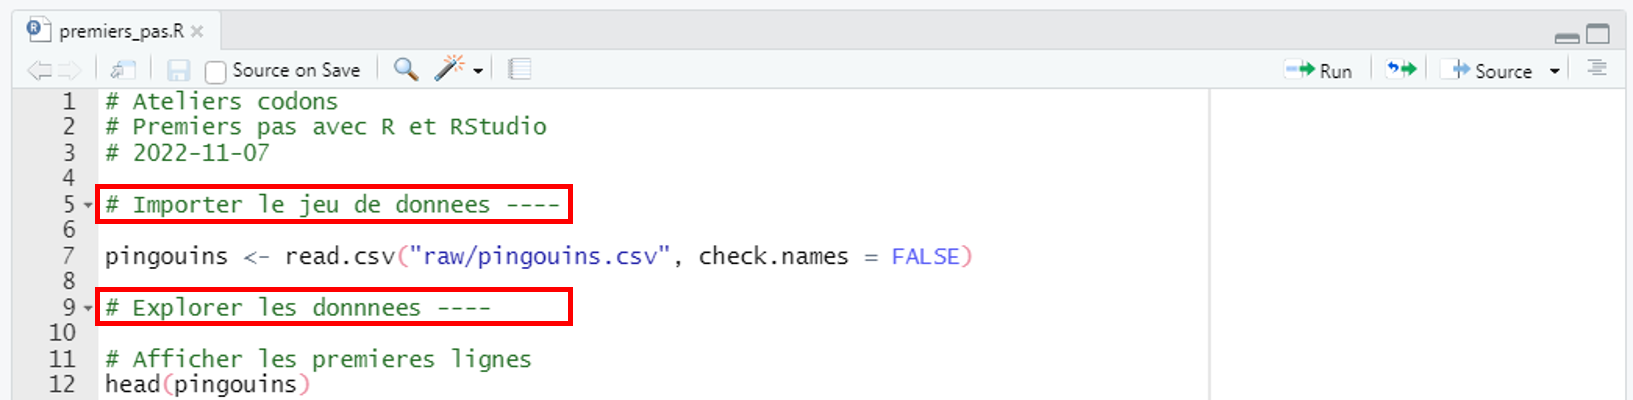 premiers_pas.R
Source on Save Run Source
1 # Ateliers codons
2 # Premiers pas avec R et RStudio
3 # 2022-11-07
4
5 # Importer le jeu de donnees ----
6
7 pingouins <- read.csv("raw/pingouins.csv", check.names = FALSE)
8
9 # Explorer les donnnees ----
10
11 # Afficher les premieres lignes
12 head(pingouins)